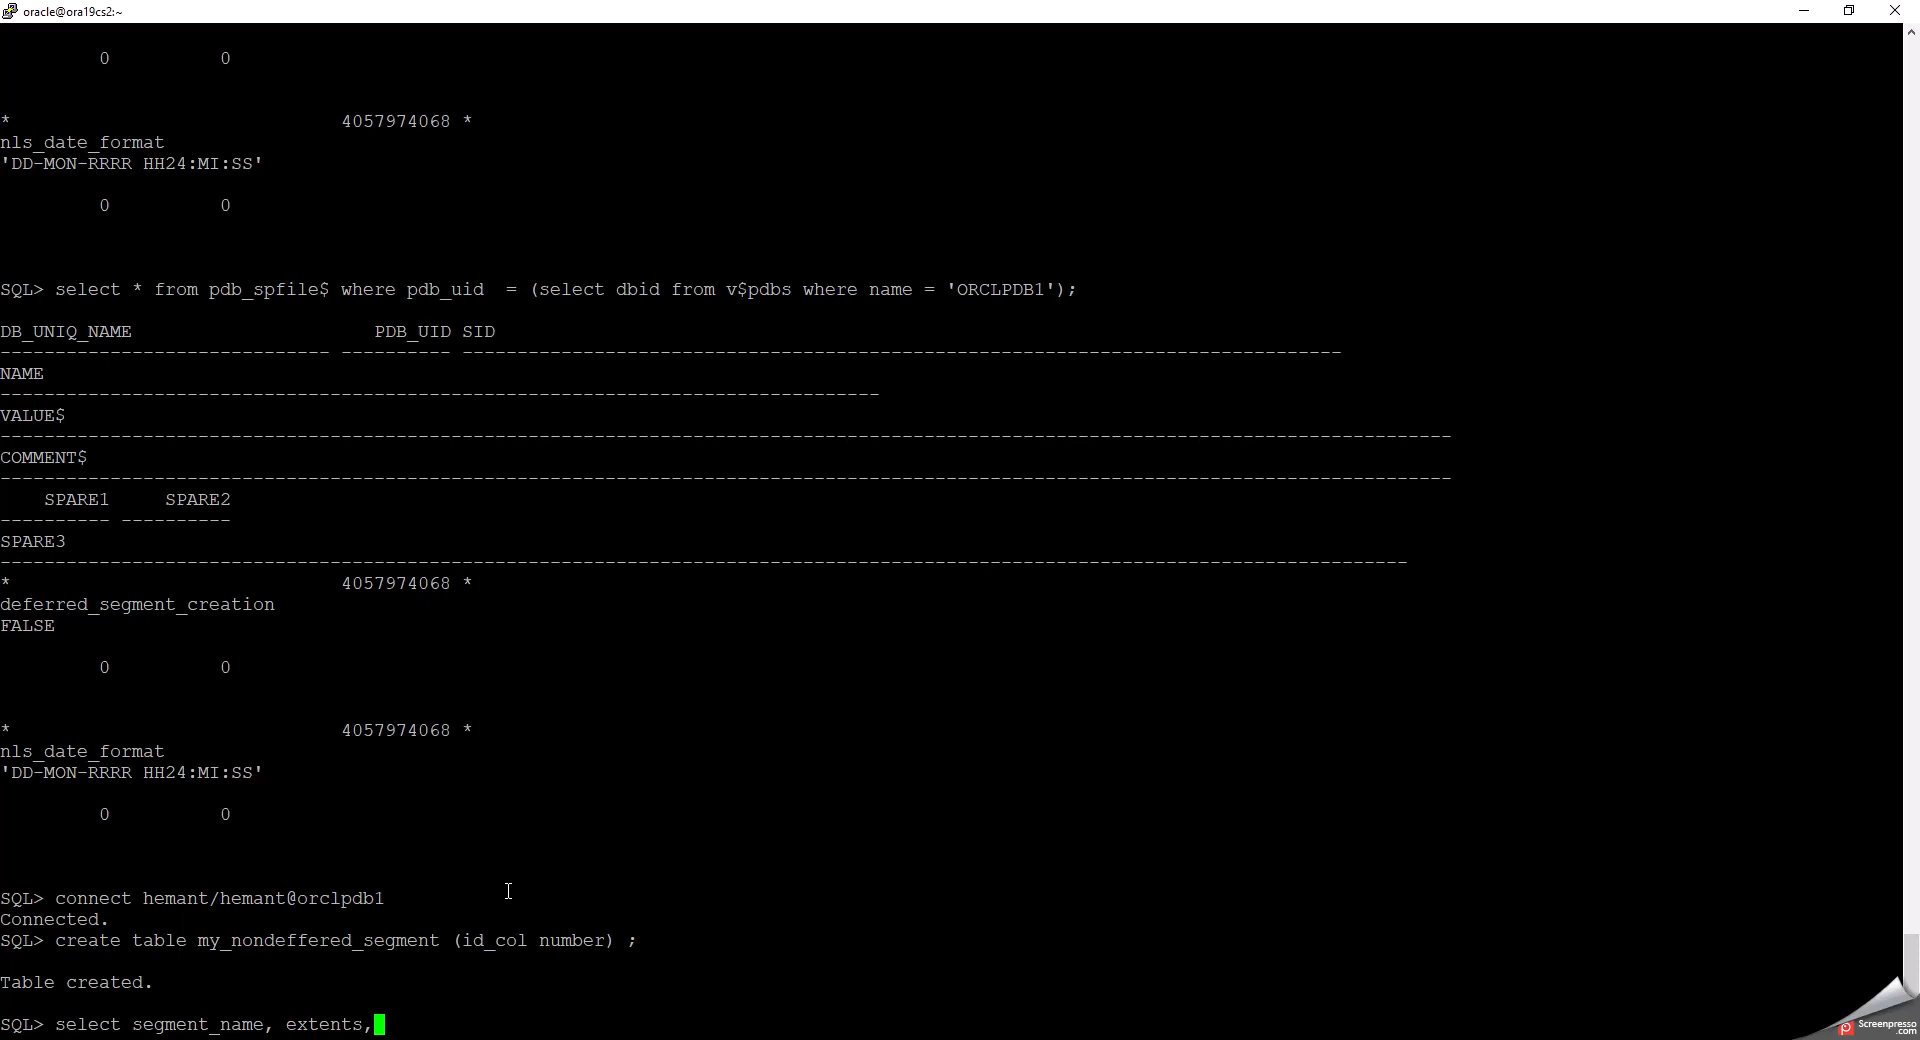 oracle@ora19cs2:~
0          0
*                              4057974068 *
nls_date_format
'DD-MON-RRRR HH24:MI:SS'
0          0
SQL> select * from pdb_spfile$ where pdb_uid  = (select dbid from v$pdbs where name = 'ORCLPDB1');
DB_UNIQ_NAME                      PDB_UID SID
------------------------------ ---------- --------------------------------------------------------------------------------
NAME
--------------------------------------------------------------------------------
VALUE$
------------------------------------------------------------------------------------------------------------------------------------
COMMENT$
------------------------------------------------------------------------------------------------------------------------------------
    SPARE1     SPARE2
---------- ----------
SPARE3
--------------------------------------------------------------------------------------------------------------------------------
*                              4057974068 *
deferred_segment_creation
FALSE
0          0
*                              4057974068 *
nls_date_format
'DD-MON-RRRR HH24:MI:SS'
0          0
SQL> connect hemant/hemant@orclpdb1
Connected.
SQL> create table my_nondeffered_segment (id_col number) ;
Table created.
SQL> select segment_name, extents,
Screenpresso
.com